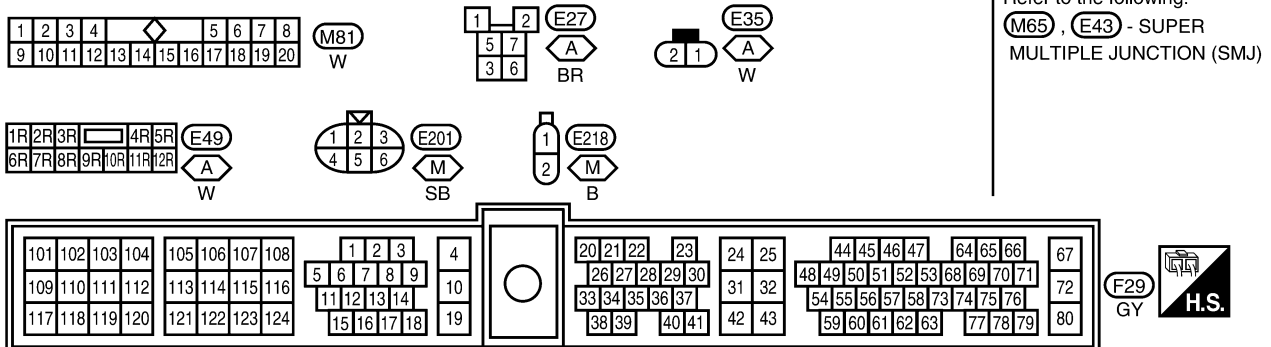 Refer to the following.
1 2 3 4 5 6 7 8
9 10 11 12 13 14 15 16 17 18 19 20
M81
W
1 2
5 7
3 6
E27
A
BR
2 1
E35
A
W
M65 , E43 - SUPER
MULTIPLE JUNCTION (SMJ)
1R 2R 3R 4R 5R
6R 7R 8R 9R 10R 11R 12R
E49
A
W
1 2 3
4 5 6
E201
M
SB
1
2
E218
M
B
101 102 103 104 105 106 107 108 1 2 3 4 20 21 22 23 24 25 44 45 46 47 64 65 66 67
109 110 111 112 113 114 115 116 5 6 7 8 9 10 26 27 28 29 30 31 32 48 49 50 51 52 53 68 69 70 71 72
11 12 13 14 33 34 35 36 37 54 55 56 57 58 73 74 75 76
117 118 119 120 121 122 123 124 15 16 17 18 19 38 39 40 41 42 43 59 60 61 62 63 77 78 79 80
F29
GY
H.S.